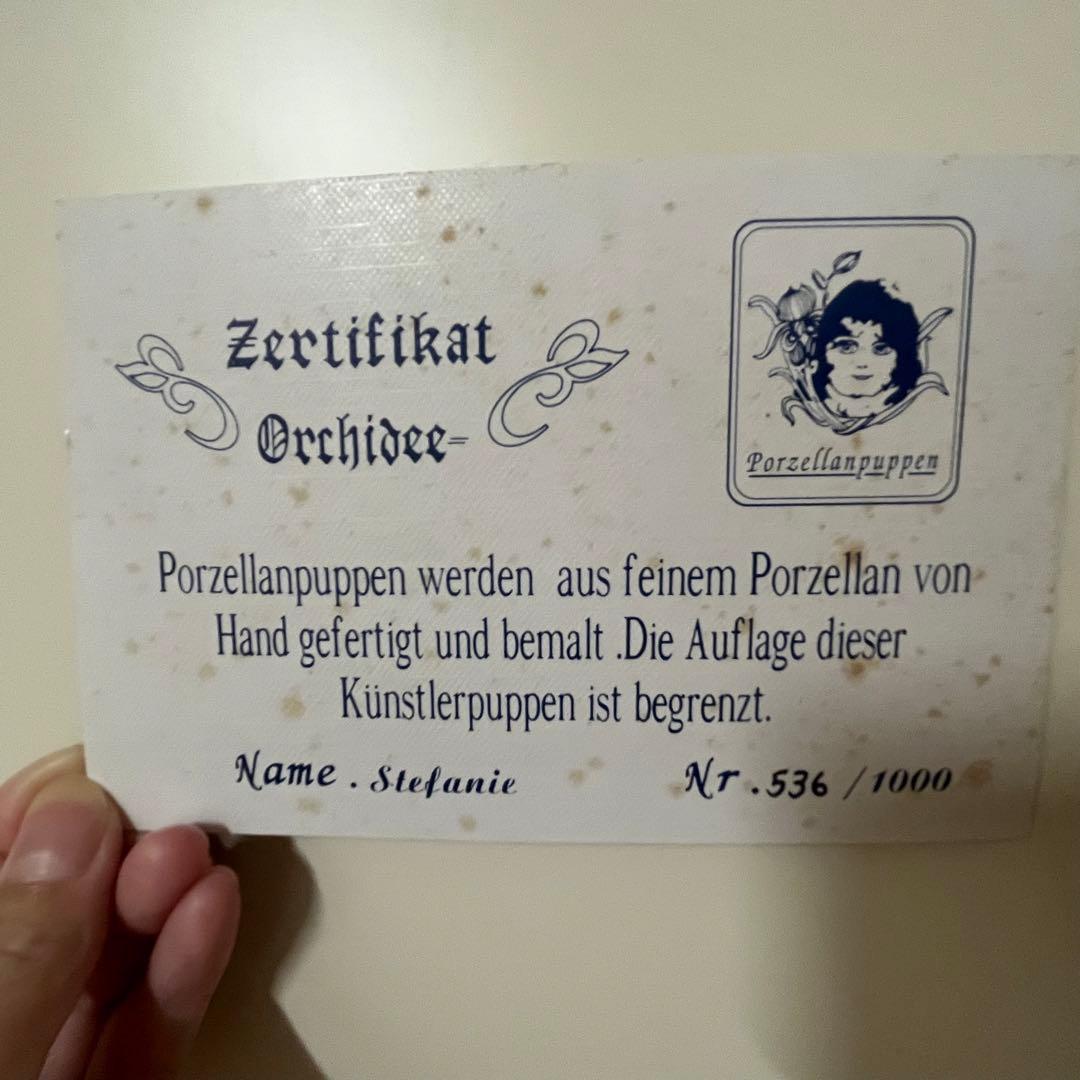 Zertifikat
Orchidee=
Porzellanpuppen
Porzellanpuppen werden aus feinem Porzellan von
Hand gefertigt und bemalt .Die Auflage dieser
Künstlerpuppen ist begrenzt.
Name . Stefanie Nr .536 /1000